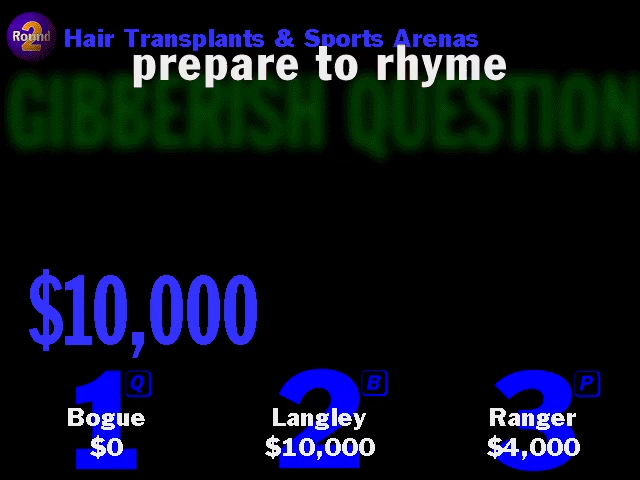 Round 2
Hair Transplants & Sports Arenas
prepare to rhyme
GIBBERISH QUESTION
$10,000
1 Q
2 B
3 P
Bogue
$0
Langley
$10,000
Ranger
$4,000